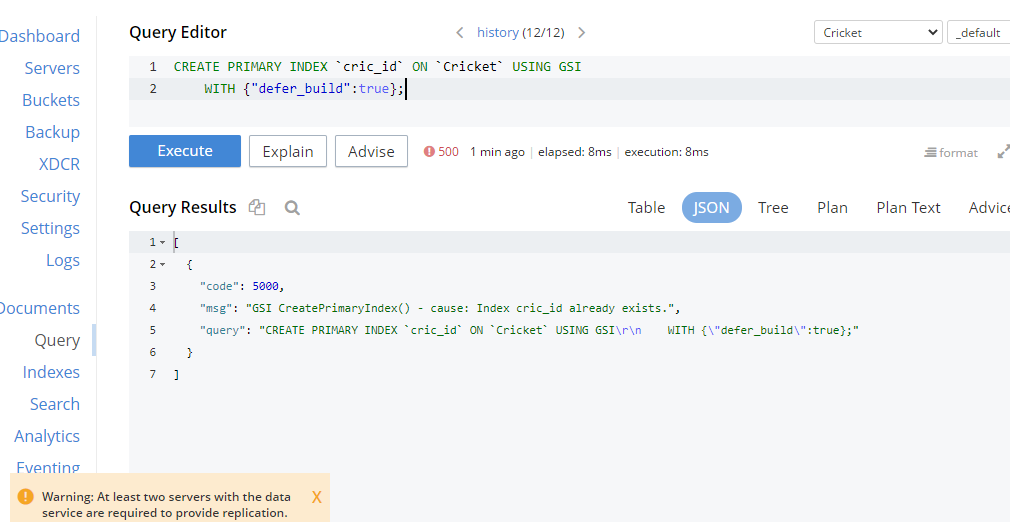 Dashboard
Servers
Buckets
Backup
XDCR
Security
Settings
Logs
Documents
Query
Indexes
Search
Analytics
Eventing
Query Editor
history (12/12)
Cricket
_default
1 CREATE PRIMARY INDEX `cric_id` ON `Cricket` USING GSI
2 WITH {"defer_build":true};
Execute
Explain
Advise
500 1 min ago elapsed: 8ms execution: 8ms
format
Query Results
Table
JSON
Tree
Plan
Plan Text
Advice
1 [
2 {
3 "code": 5000,
4 "msg": "GSI CreatePrimaryIndex() - cause: Index cric_id already exists.",
5 "query": "CREATE PRIMARY INDEX `cric_id` ON `Cricket` USING GSI\r\n    WITH {\"defer_build\":true};"
6 }
7 ]
Warning: At least two servers with the data
service are required to provide replication.
X